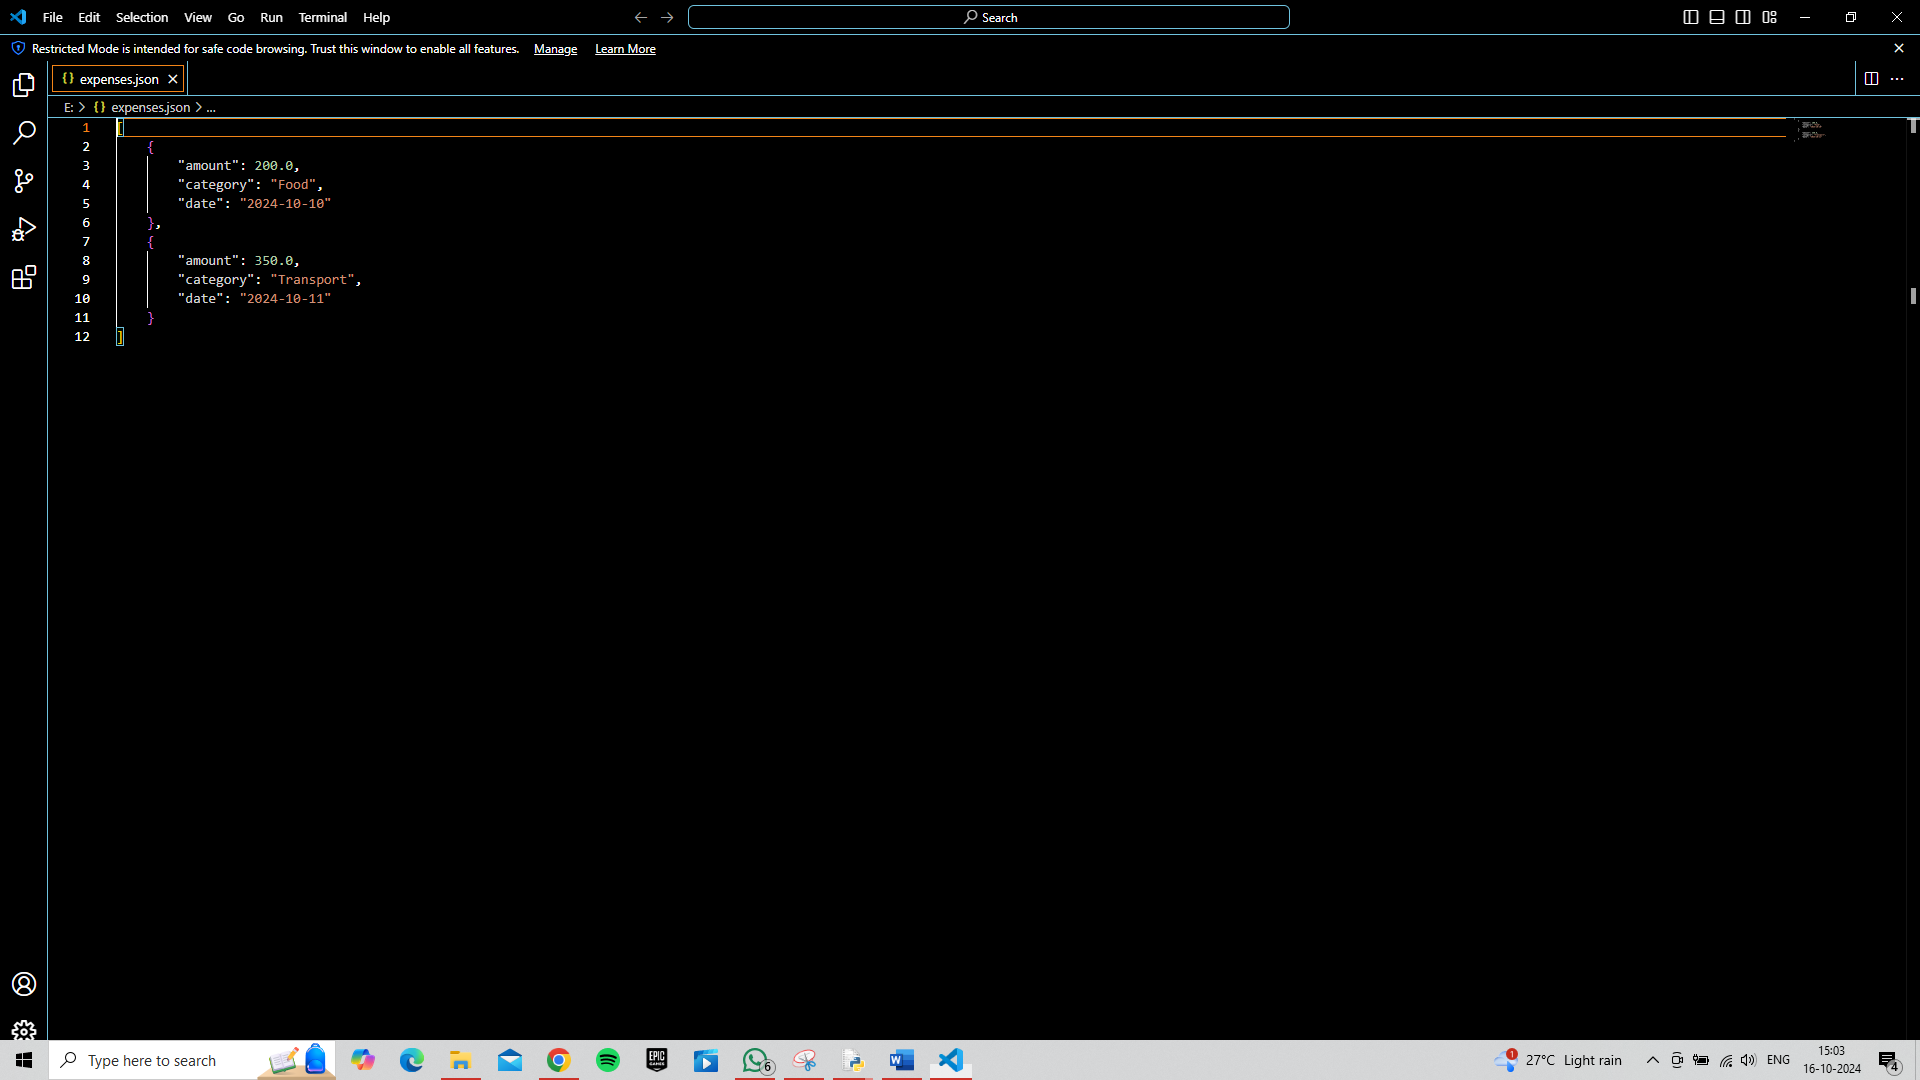 File Edit Selection View Go Run Terminal Help
Search
Restricted Mode is intended for safe code browsing. Trust this window to enable all features. Manage Learn More
{} expenses.json
E: > {} expenses.json > ...
1 [
2 {
3 "amount": 200.0,
4 "category": "Food",
5 "date": "2024-10-10"
6 },
7 {
8 "amount": 350.0,
9 "category": "Transport",
10 "date": "2024-10-11"
11 }
12 ]
Type here to search
EPIC GAMES
6
1
27°C Light rain
ENG
15:03
16-10-2024
4